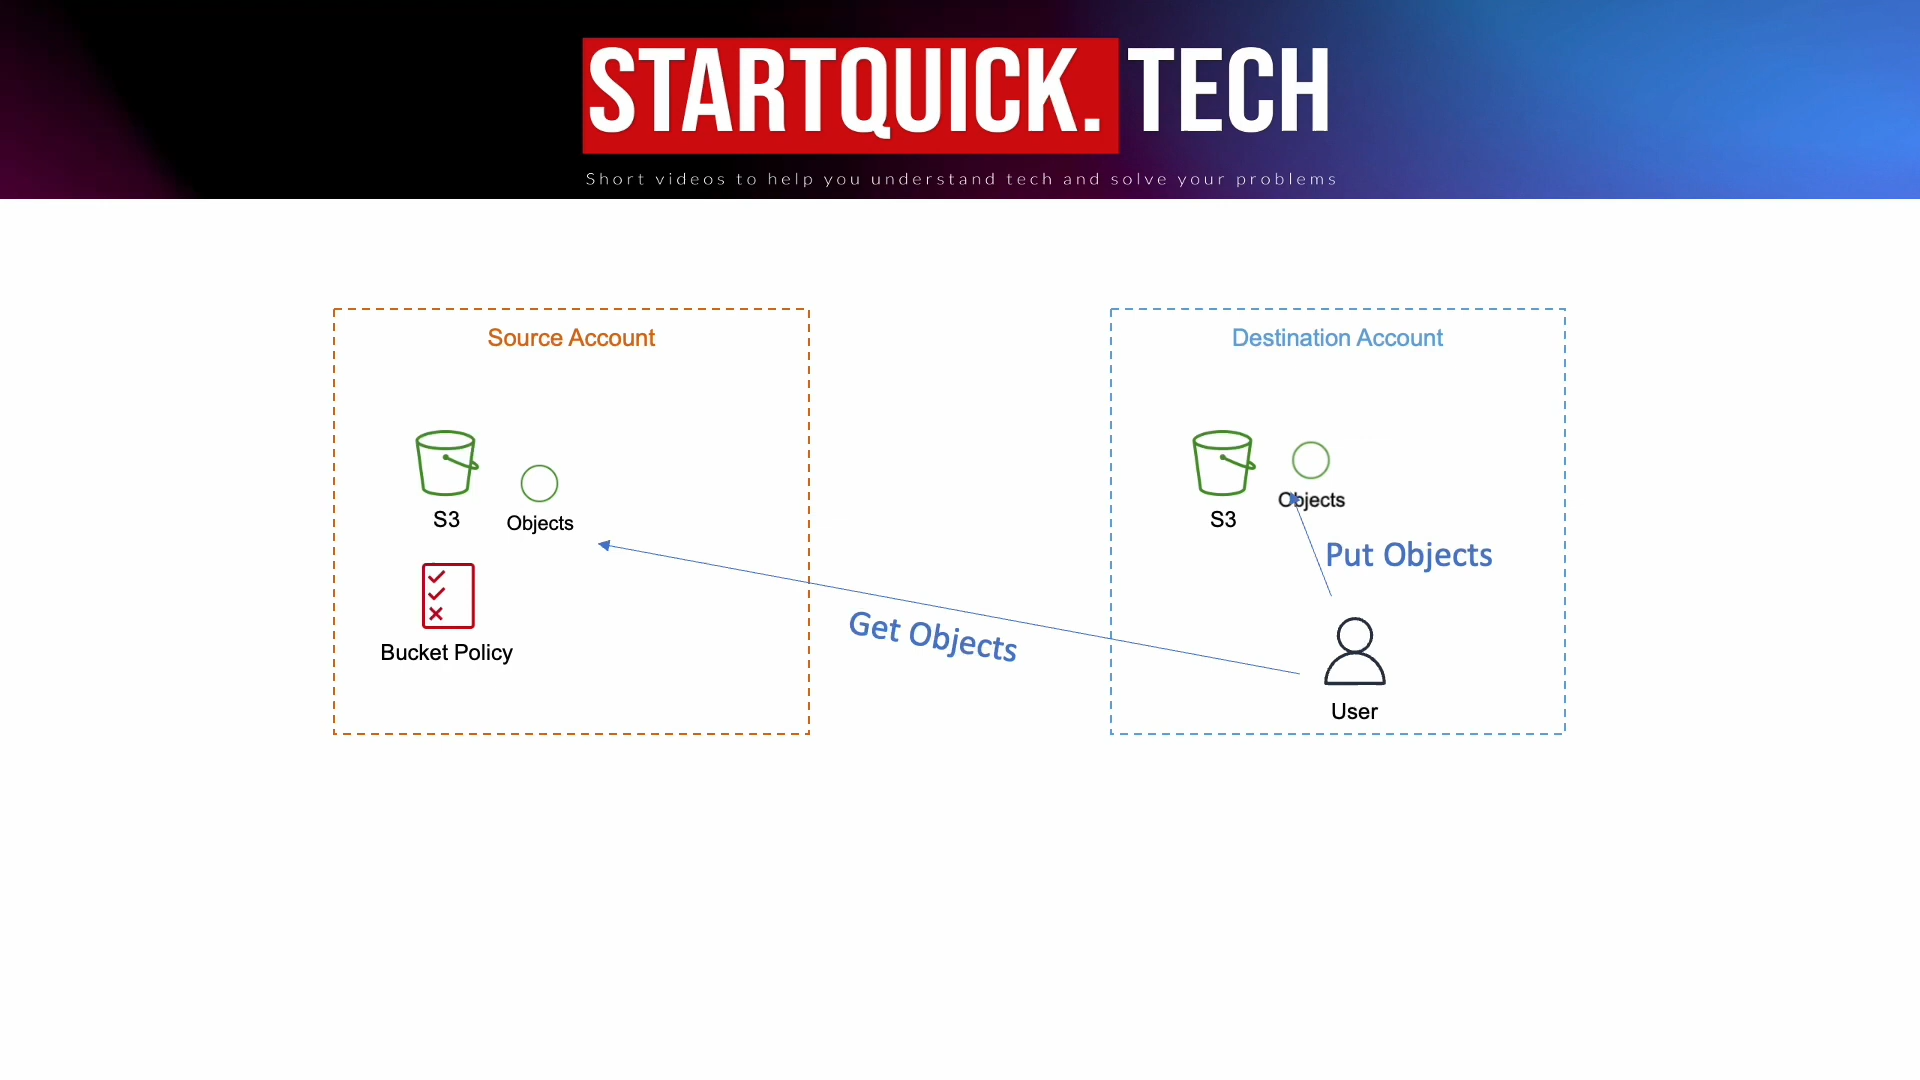 STARTQUICK. TECH
Short videos to help you understand tech and solve your problems
Source Account
Destination Account
S3
Objects
S3
Objects
Put Objects
Get Objects
Bucket Policy
User